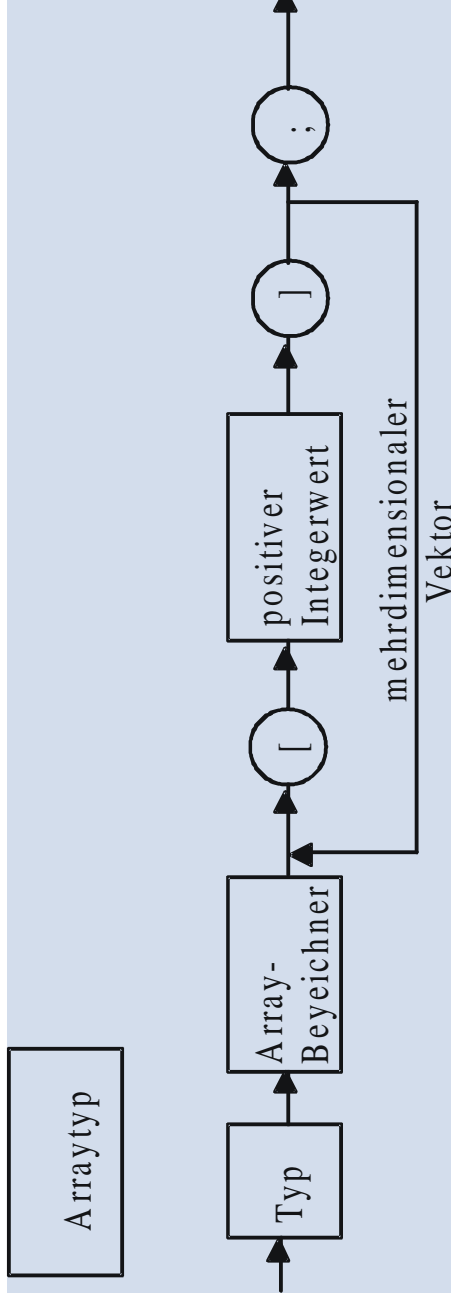 Arraytyp
Typ
Array-
Beyeichner
[
positiver
Integerwert
]
;
mehrdimensionaler
Vektor